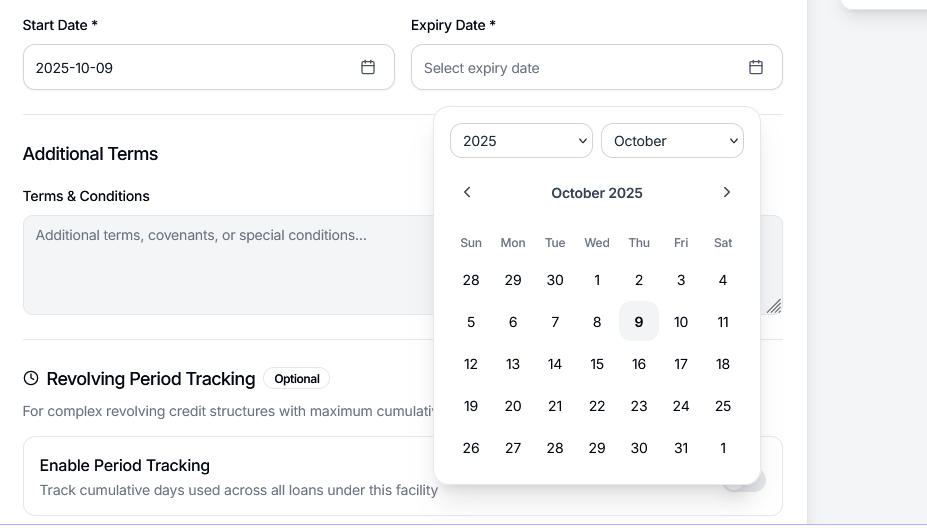 Start Date *
Expiry Date *
2025-10-09
Select expiry date
2025
October
October 2025
Sun Mon Tue Wed Thu Fri Sat
28 29 30 1 2 3 4
5 6 7 8 9 10 11
12 13 14 15 16 17 18
19 20 21 22 23 24 25
26 27 28 29 30 31 1
Additional Terms
Terms & Conditions
Additional terms, covenants, or special conditions...
Revolving Period Tracking
Optional
For complex revolving credit structures with maximum
Enable Period Tracking
Track cumulative days used across all loans under this facility